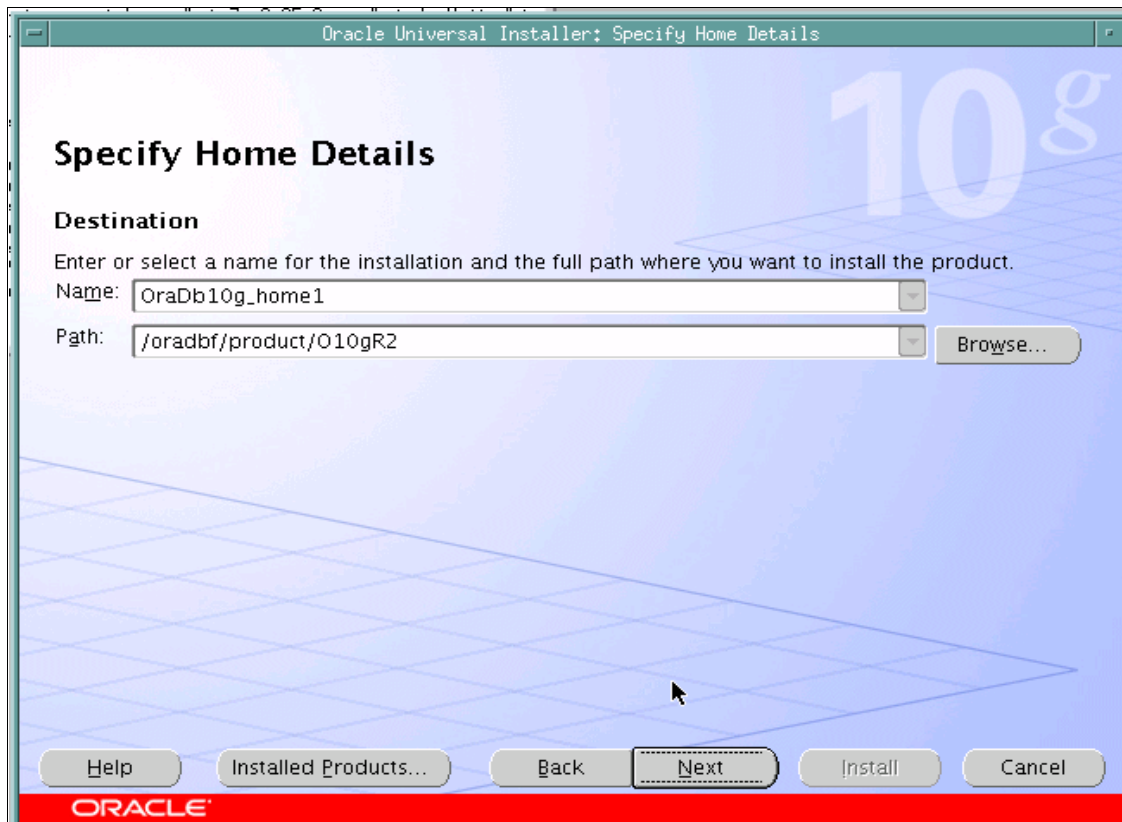 Oracle Universal Installer: Specify Home Details
10g
Specify Home Details
Destination
Enter or select a name for the installation and the full path where you want to install the product.
Name: OraDb10g_home1
Path: /oradbf/product/O10gR2 Browse...
Help Installed Products... Back Next Install Cancel
ORACLE